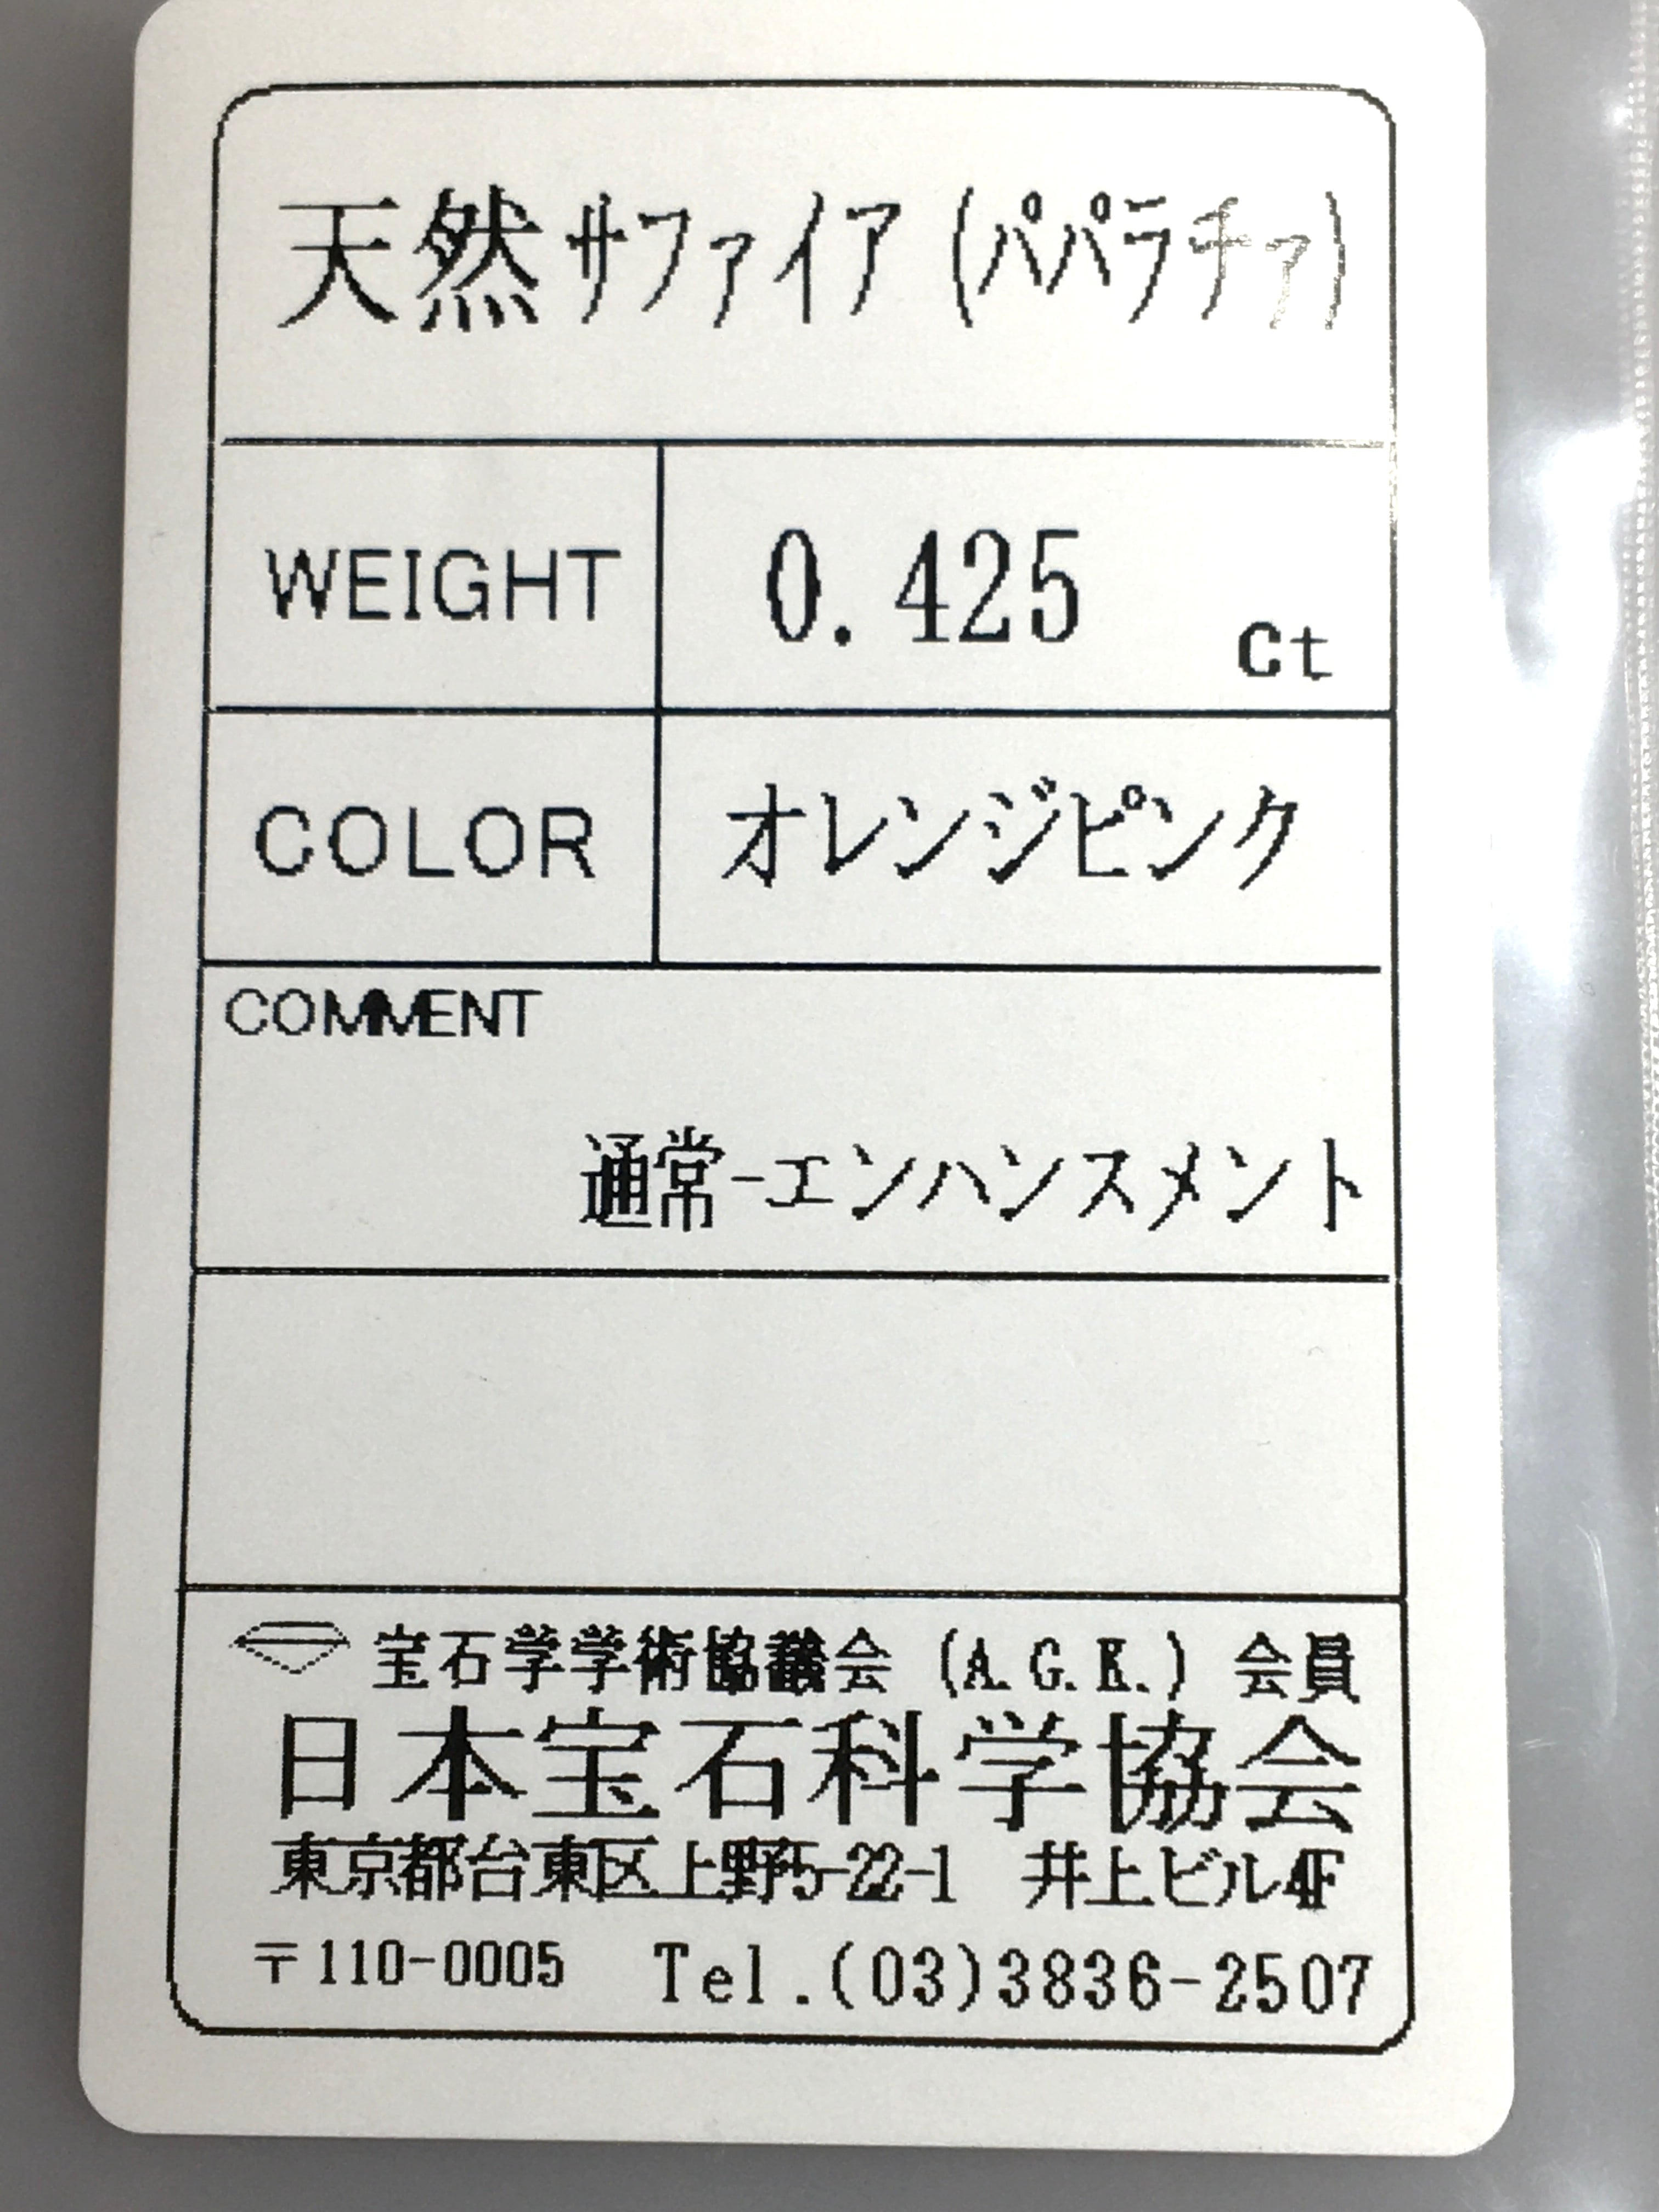 天然サファイア (パパラチァ)
WEIGHT 0.425 ct
COLOR オレンジピンク
COMMENT
通常-エンハンスメント
宝石学学術協議会 (A.G.K.) 会員
日本宝石科学協会
東京都台東区上野5-22-1 井上ビル4F
〒110-0005 Tel.(03)3836-2507